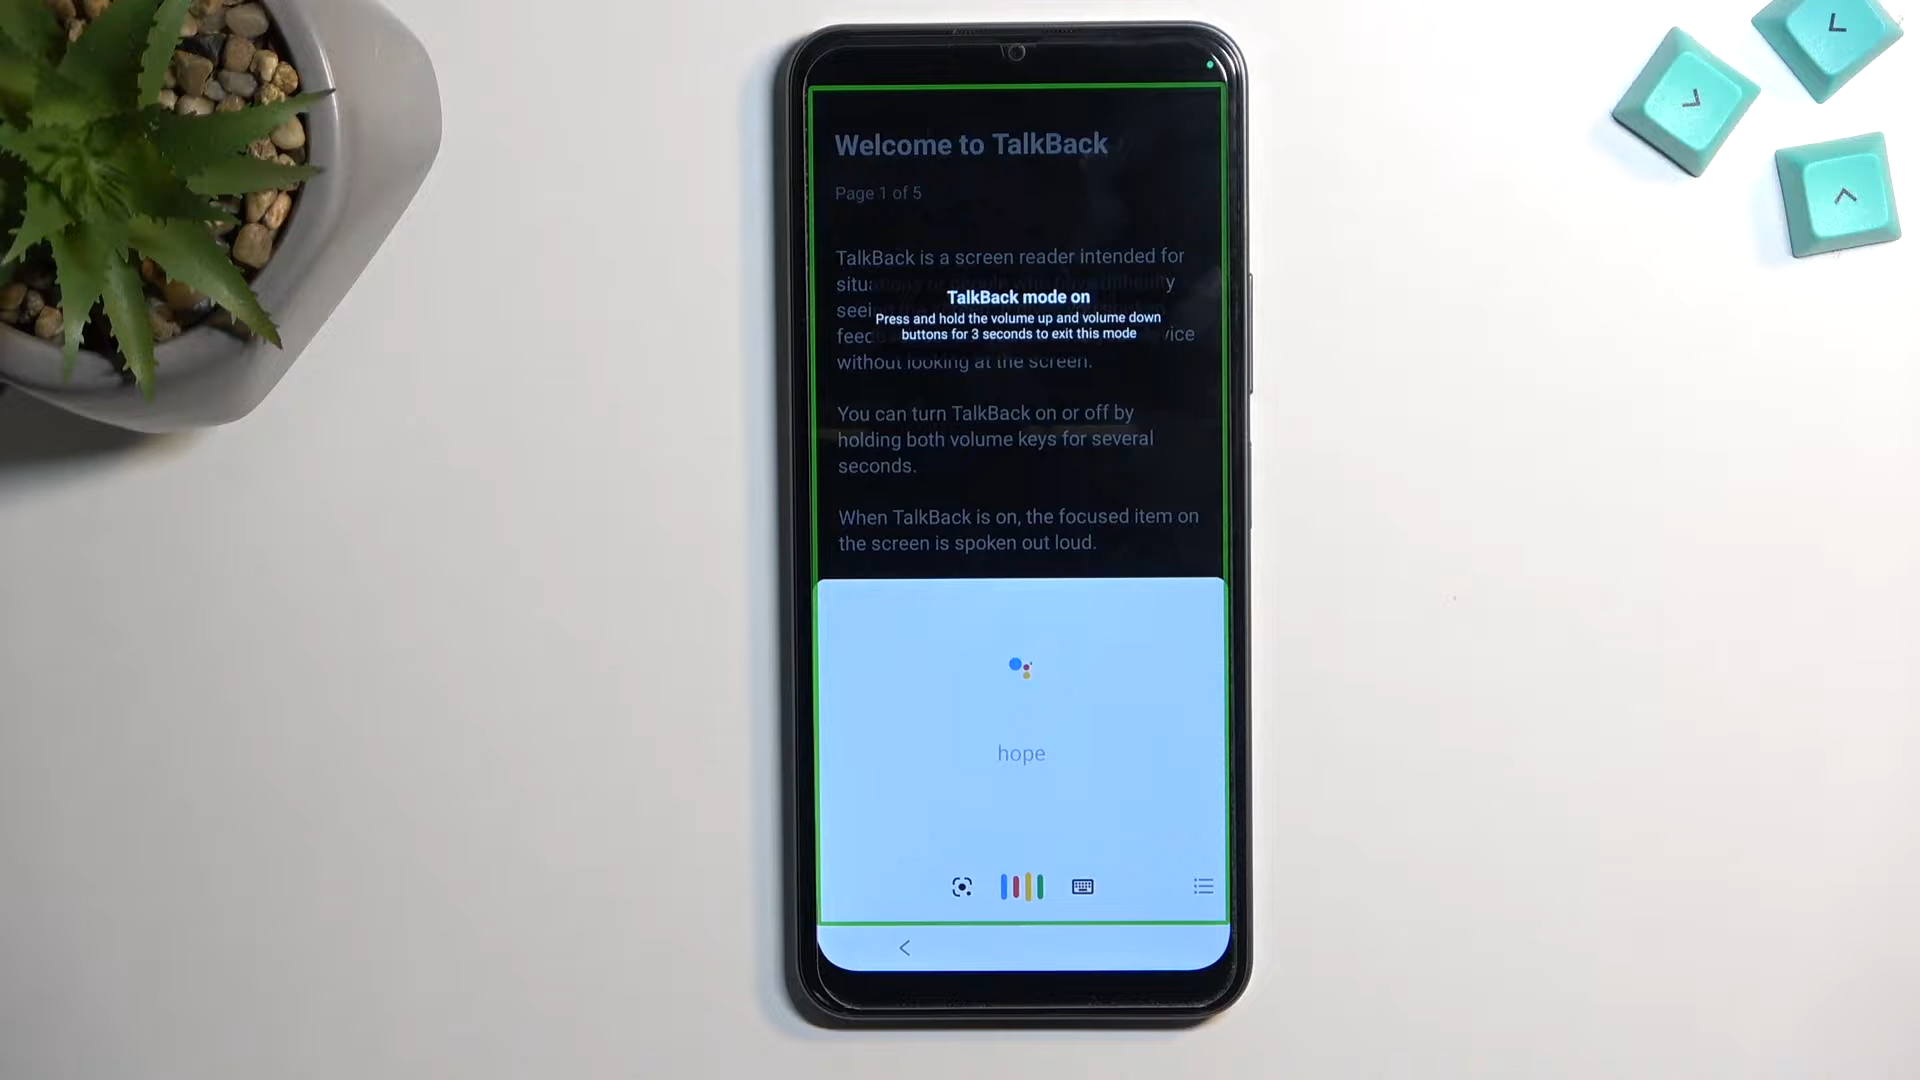 Welcome to TalkBack
Page 1 of 5
TalkBack is a screen reader intended for
TalkBack mode on
Press and hold the volume up and volume down
buttons for 3 seconds to exit this mode
without looking at the screen.
You can turn TalkBack on or off by
holding both volume keys for several
seconds.
When TalkBack is on, the focused item on
the screen is spoken out loud.
hope